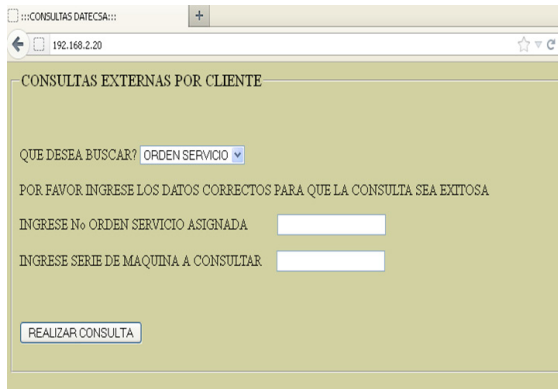 :::CONSULTAS DATECSA:::
192.168.2.20
CONSULTAS EXTERNAS POR CLIENTE
QUE DESEA BUSCAR? ORDEN SERVICIO
POR FAVOR INGRESE LOS DATOS CORRECTOS PARA QUE LA CONSULTA SEA EXITOSA
INGRESE No ORDEN SERVICIO ASIGNADA
INGRESE SERIE DE MAQUINA A CONSULTAR
REALIZAR CONSULTA